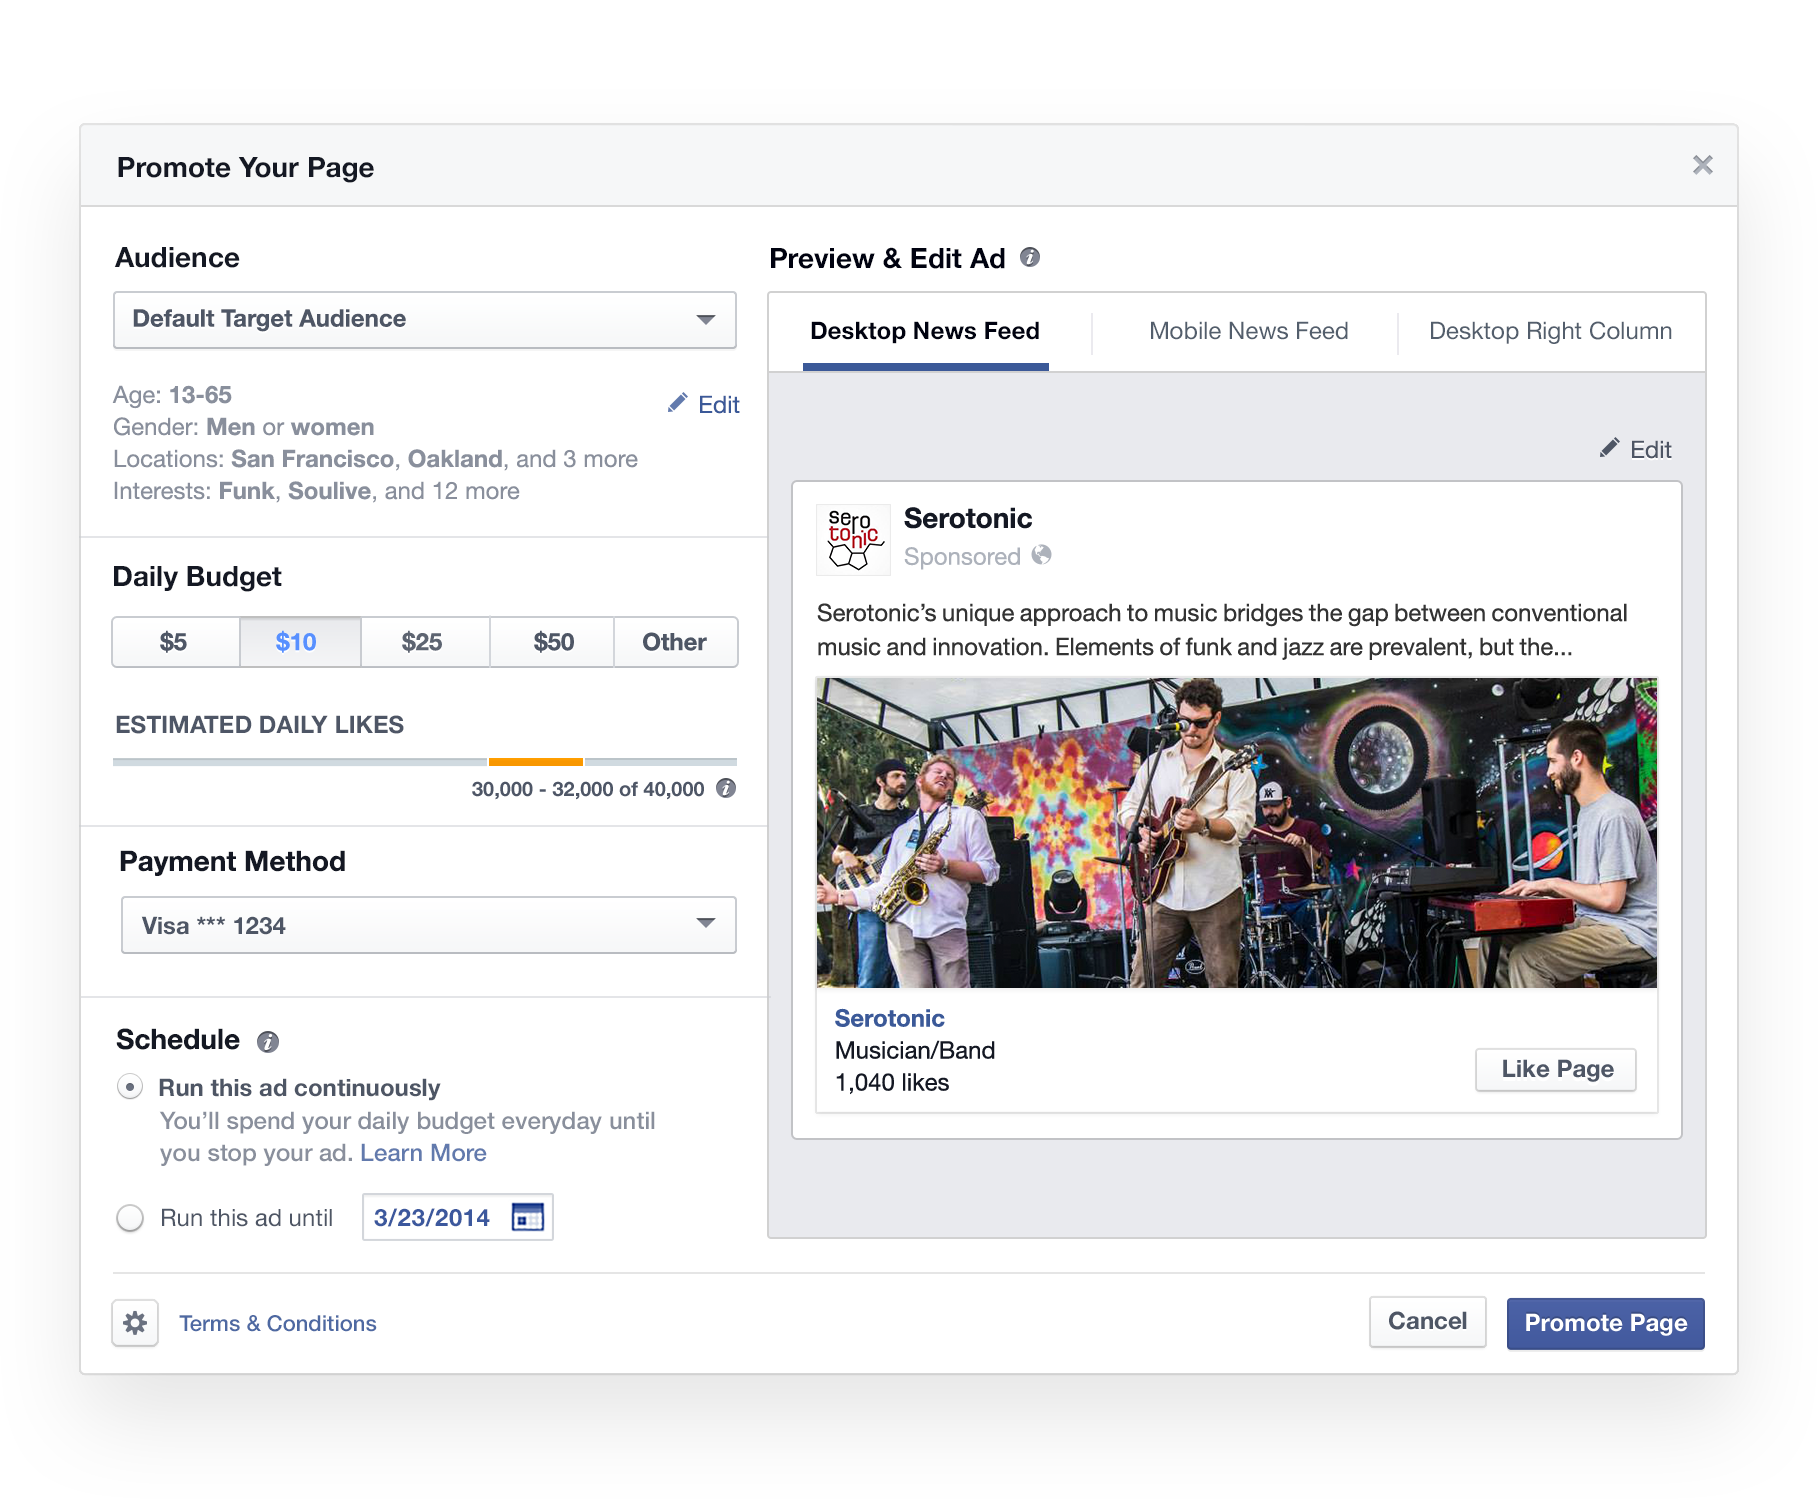 Promote Your Page
Audience
Default Target Audience
Age: 13-65
Gender: Men or women
Locations: San Francisco, Oakland, and 3 more
Interests: Funk, Soulive, and 12 more
Edit
Daily Budget
$5 $10 $25 $50 Other
ESTIMATED DAILY LIKES
30,000 - 32,000 of 40,000
Payment Method
Visa *** 1234
Schedule
Run this ad continuously
You’ll spend your daily budget everyday until
you stop your ad. Learn More
Run this ad until 3/23/2014
Preview & Edit Ad
Desktop News Feed Mobile News Feed Desktop Right Column
Edit
sero
tonic
Serotonic
Sponsored
Serotonic’s unique approach to music bridges the gap between conventional
music and innovation. Elements of funk and jazz are prevalent, but the...
Serotonic
Musician/Band
1,040 likes
Like Page
Terms & Conditions
Cancel
Promote Page